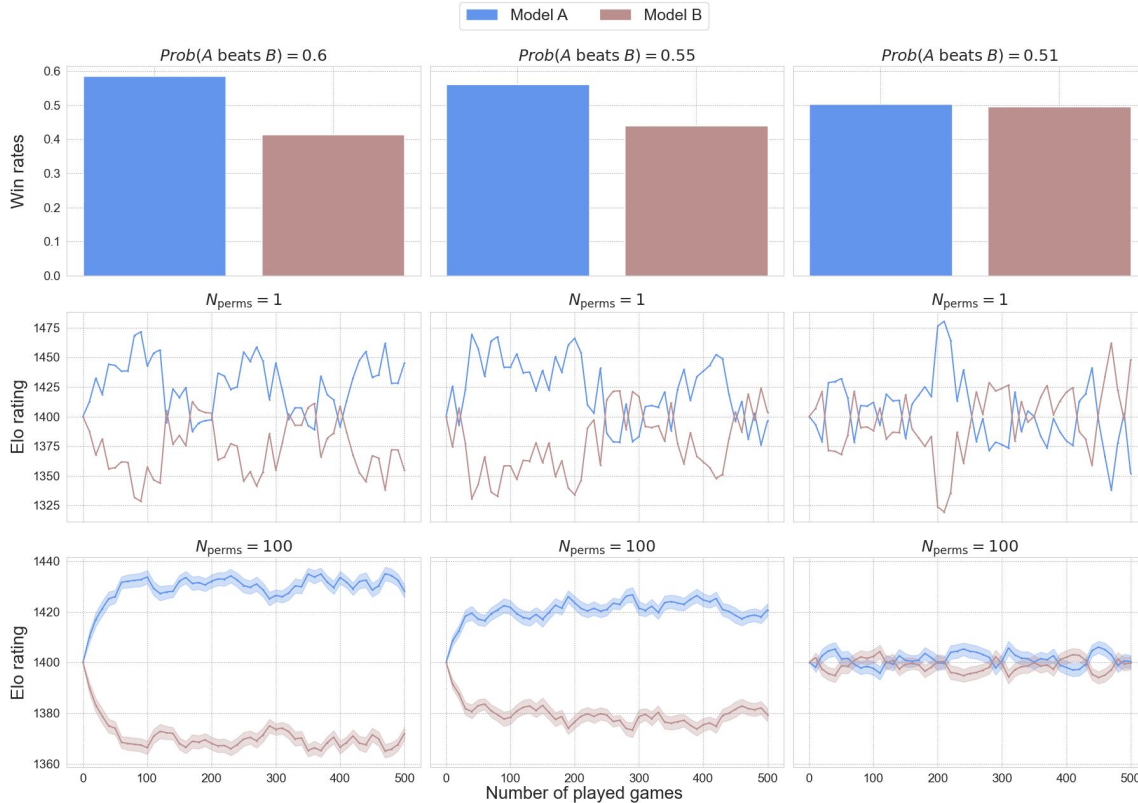 Model A Model B
Prob(A beats B) = 0.6 Prob(A beats B) = 0.55 Prob(A beats B) = 0.51
0.6
0.5
0.4
0.3
0.2
0.1
0.0
Win rates
N_perms = 1 N_perms = 1 N_perms = 1
1475
1450
1425
1400
1375
1350
1325
Elo rating
N_perms = 100 N_perms = 100 N_perms = 100
1440
1420
1400
1380
1360
Elo rating
0 100 200 300 400 500 0 100 200 300 400 500 0 100 200 300 400 500
Number of played games